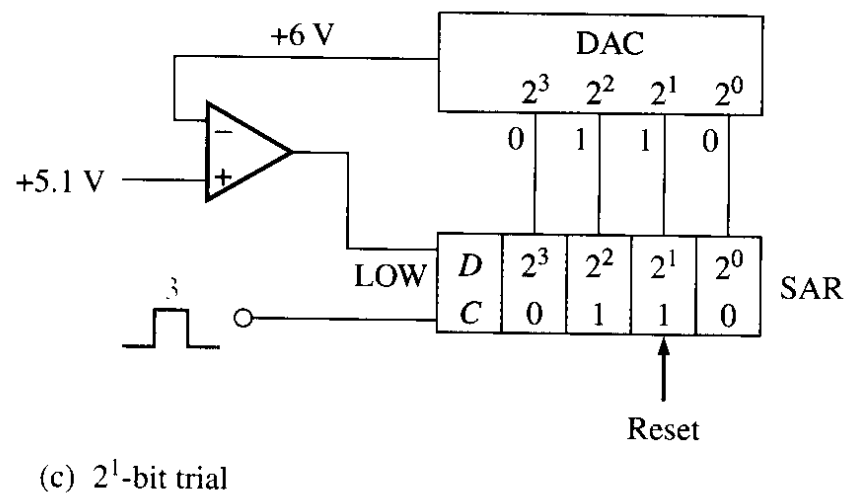 +6 V
DAC
2³ 2² 2¹ 2⁰
0 1 1 0
−
+
+5.1 V
LOW
D 2³ 2² 2¹ 2⁰
C 0 1 1 0
SAR
3
Reset
(c) 2¹-bit trial